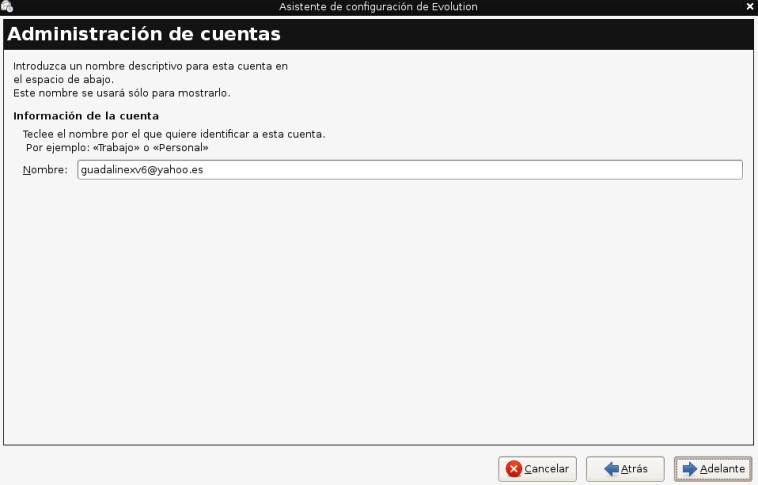 Asistente de configuración de Evolution
Administración de cuentas
Introduzca un nombre descriptivo para esta cuenta en
el espacio de abajo.
Este nombre se usará sólo para mostrarlo.
Información de la cuenta
Teclee el nombre por el que quiere identificar a esta cuenta.
Por ejemplo: «Trabajo» o «Personal»
Nombre: guadalinexv6@yahoo.es
Cancelar Atrás Adelante